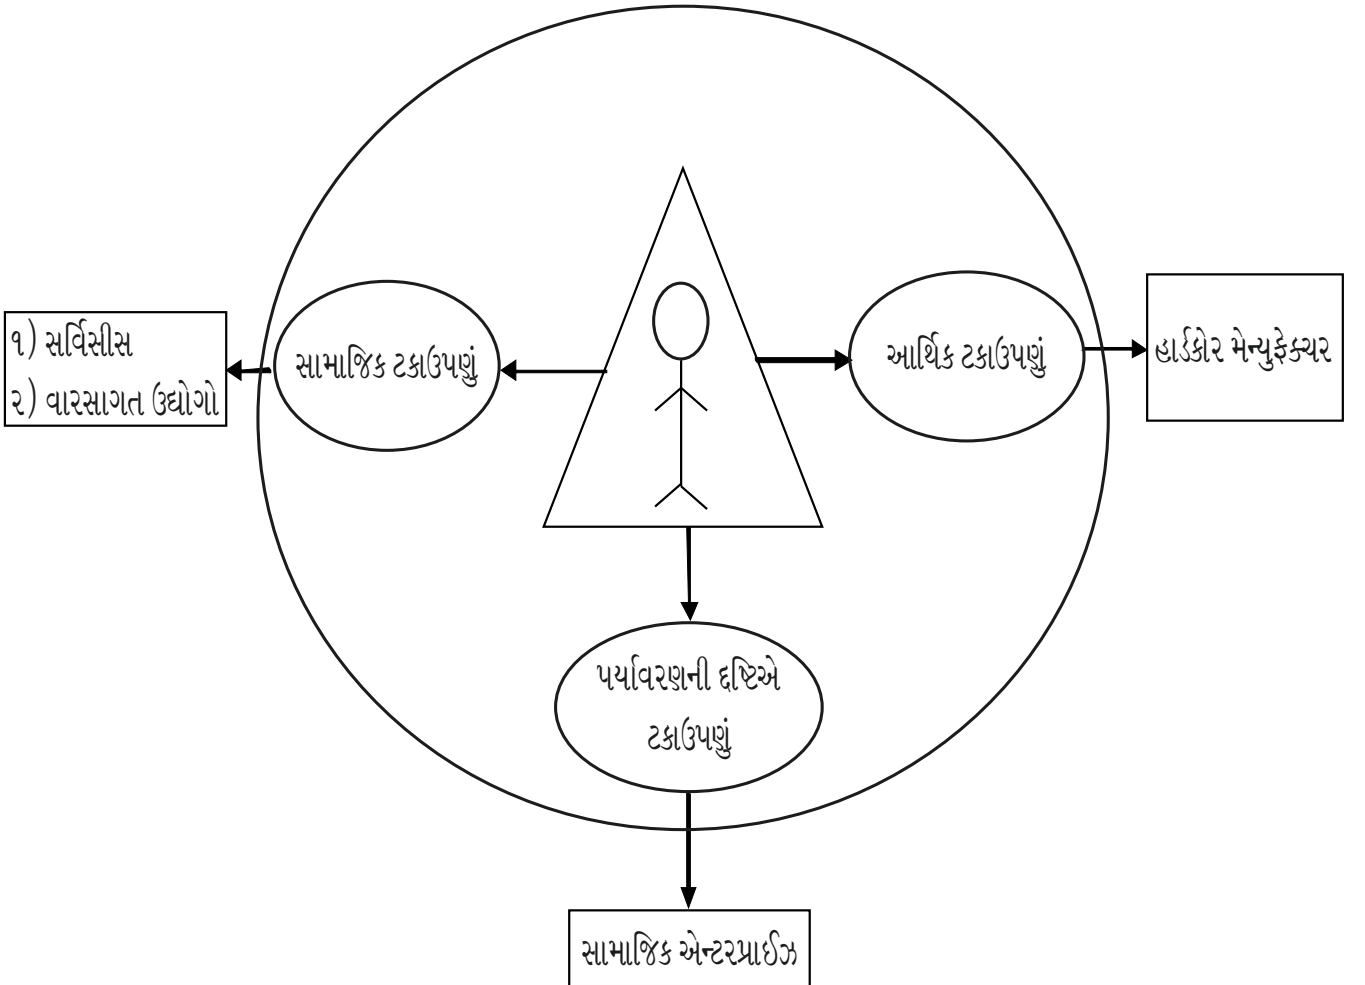 ૧) સર્વિસીસ
૨) વારસાગત ઉદ્યોગો
સામાજિક ટકાઉપણું
આર્થિક ટકાઉપણું
હાર્ડકોર મેન્યુફેક્ચર
પર્યાવરણની દ્દષ્ટિએ
ટકાઉપણું
સામાજિક એન્ટરપ્રાઈઝ